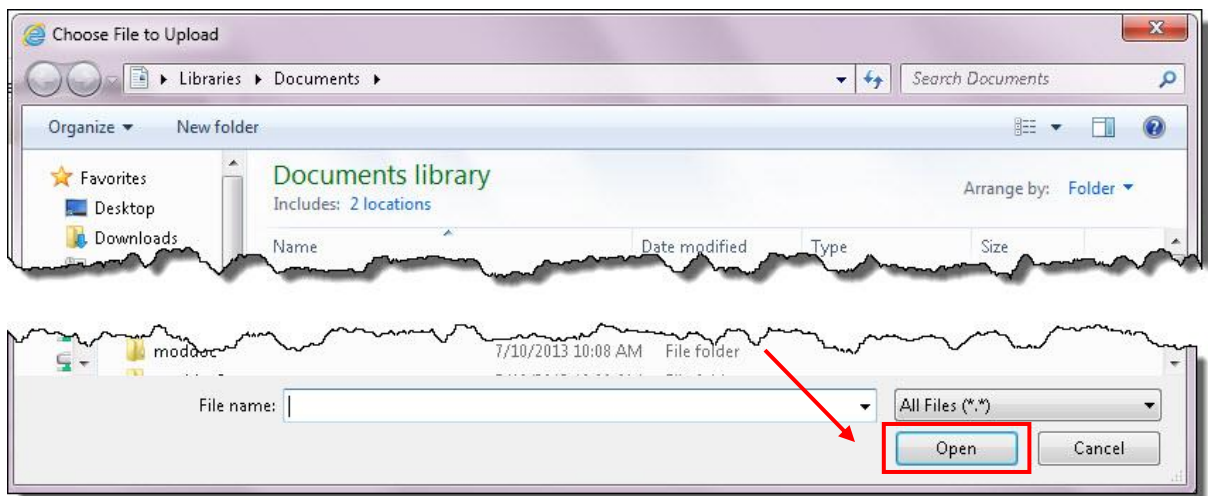 Choose File to Upload
Libraries Documents Search Documents
Organize New folder
Favorites
Desktop
Downloads
Documents library
Includes: 2 locations
Arrange by: Folder
Name Date modified Type Size
moddoc 7/10/2013 10:08 AM File folder
File name: All Files (*.*)
Open Cancel